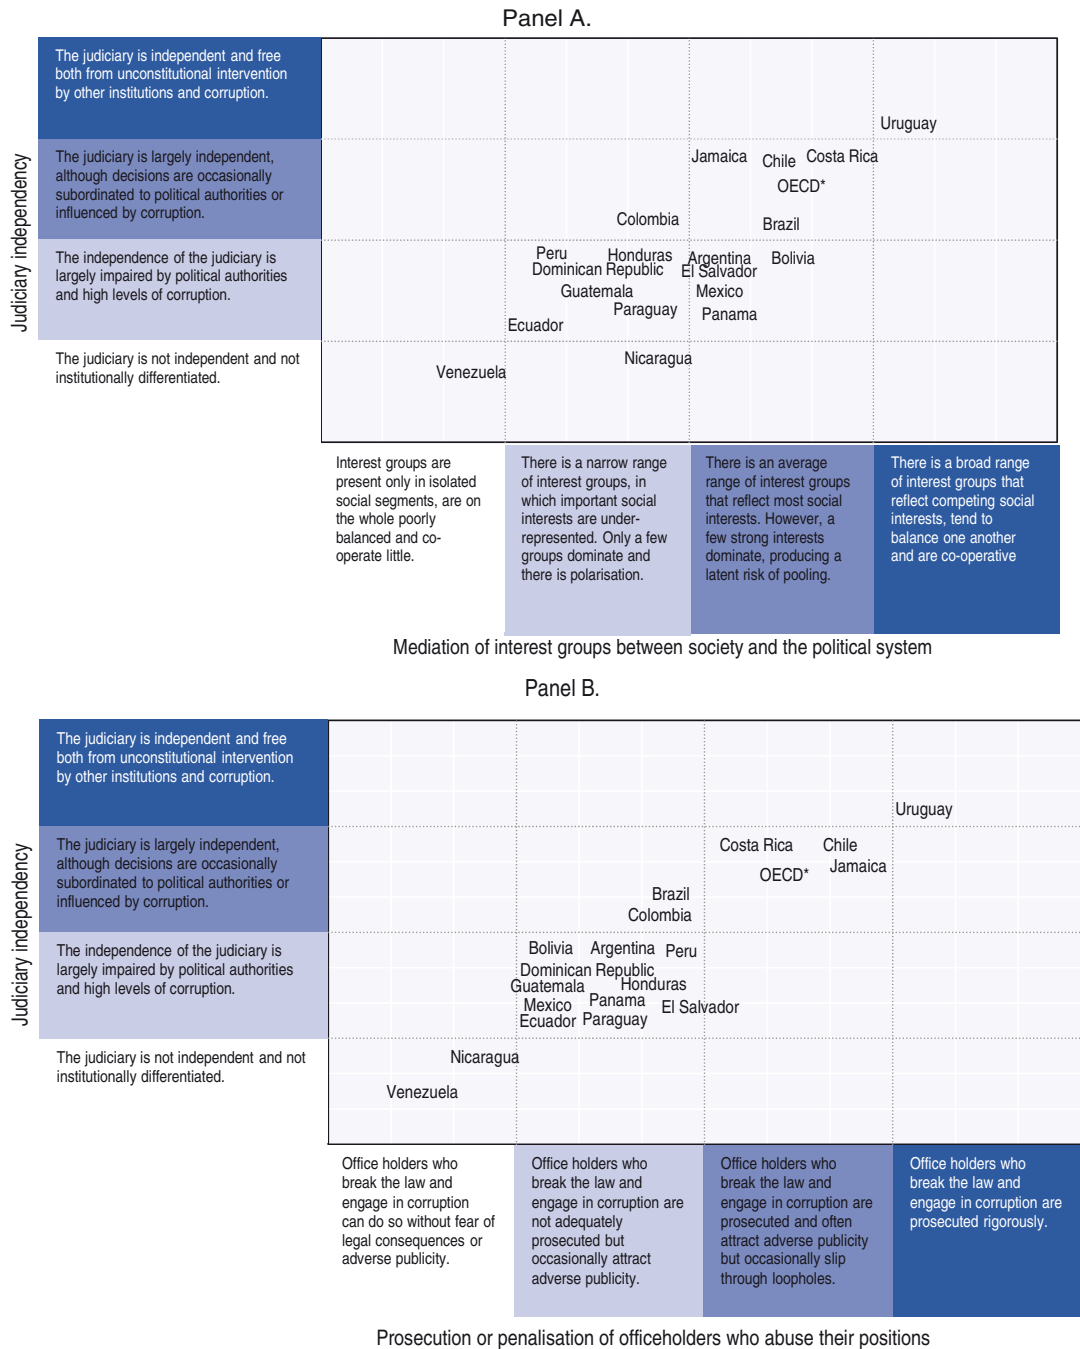 Panel A.
Judiciary independency
The judiciary is independent and free
both from unconstitutional intervention
by other institutions and corruption.
The judiciary is largely independent,
although decisions are occasionally
subordinated to political authorities or
influenced by corruption.
The independence of the judiciary is
largely impaired by political authorities
and high levels of corruption.
The judiciary is not independent and not
institutionally differentiated.
Uruguay
Jamaica
Chile
Costa Rica
OECD*
Colombia
Brazil
Peru
Honduras
Argentina
Bolivia
Dominican Republic
El Salvador
Guatemala
Mexico
Paraguay
Panama
Ecuador
Nicaragua
Venezuela
Interest groups are
present only in isolated
social segments, are on
the whole poorly
balanced and co-
operate little.
There is a narrow range
of interest groups, in
which important social
interests are under-
represented. Only a few
groups dominate and
there is polarisation.
There is an average
range of interest groups
that reflect most social
interests. However, a
few strong interests
dominate, producing a
latent risk of pooling.
There is a broad range
of interest groups that
reflect competing social
interests, tend to
balance one another
and are co-operative
Mediation of interest groups between society and the political system
Panel B.
Judiciary independency
The judiciary is independent and free
both from unconstitutional intervention
by other institutions and corruption.
The judiciary is largely independent,
although decisions are occasionally
subordinated to political authorities or
influenced by corruption.
The independence of the judiciary is
largely impaired by political authorities
and high levels of corruption.
The judiciary is not independent and not
institutionally differentiated.
Uruguay
Costa Rica
Chile
Jamaica
OECD*
Brazil
Colombia
Bolivia
Argentina
Peru
Dominican Republic
Guatemala
Honduras
Mexico
Panama
El Salvador
Ecuador
Paraguay
Nicaragua
Venezuela
Office holders who
break the law and
engage in corruption
can do so without fear of
legal consequences or
adverse publicity.
Office holders who
break the law and
engage in corruption are
not adequately
prosecuted but
occasionally attract
adverse publicity.
Office holders who
break the law and
engage in corruption are
prosecuted and often
attract adverse publicity
but occasionally slip
through loopholes.
Office holders who
break the law and
engage in corruption are
prosecuted rigorously.
Prosecution or penalisation of officeholders who abuse their positions